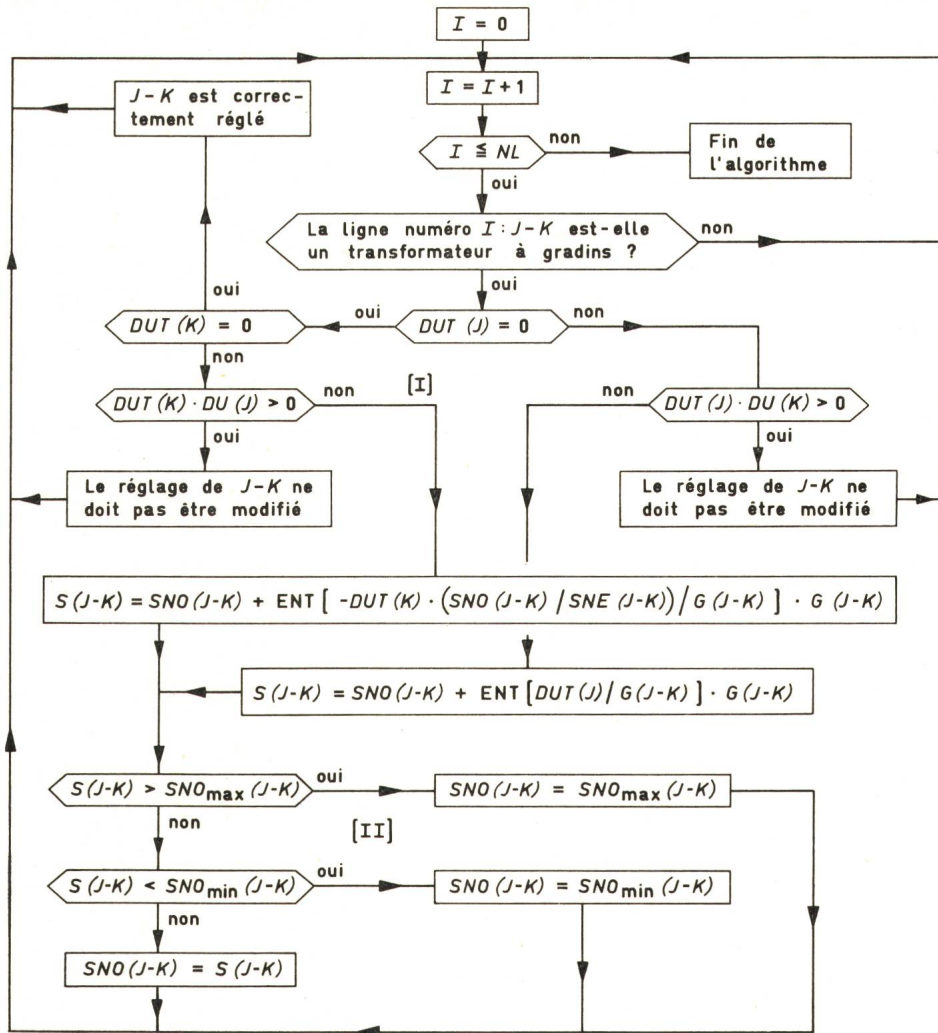 I = 0
I = I+1
J-K est correc-
tement réglé
I ≦ NL
non
Fin de
l'algorithme
oui
La ligne numéro I : J-K est-elle
un transformateur à gradins ?
non
oui
oui
DUT (K) = 0
oui
DUT (J) = 0
non
non
DUT (K) · DU (J) > 0
non
[I]
non
DUT (J) · DU (K) > 0
oui
oui
Le réglage de J-K ne
doit pas être modifié
Le réglage de J-K ne
doit pas être modifié
S (J-K) = SNO (J-K) + ENT [ -DUT (K) · (SNO (J-K) / SNE (J-K)) / G (J-K) ] · G (J-K)
S (J-K) = SNO (J-K) + ENT [DUT (J) / G (J-K) ] · G (J-K)
S (J-K) > SNOmax (J-K)
oui
SNO (J-K) = SNOmax (J-K)
non
[II]
S (J-K) < SNOmin (J-K)
oui
SNO (J-K) = SNOmin (J-K)
non
SNO (J-K) = S (J-K)